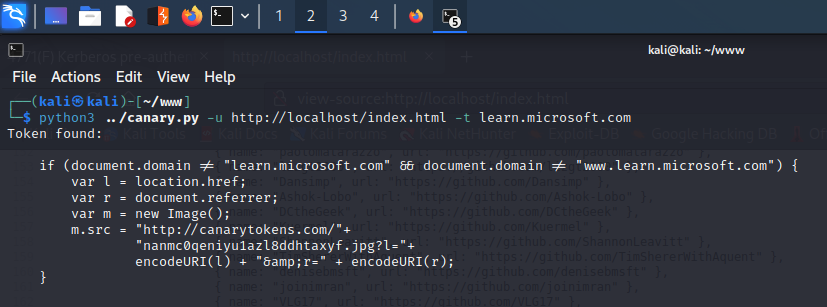 1 2 3 4 5
kali@kali: ~/www
File Actions Edit View Help
┌──(kali㉿kali)-[~/www]
└─$ python3 ../canary.py -u http://localhost/index.html -t learn.microsoft.com
Token found:
if (document.domain != "learn.microsoft.com" && document.domain != "www.learn.microsoft.com") {
var l = location.href;
var r = document.referrer;
var m = new Image();
m.src = "http://canarytokens.com/"+
"nanmc0qeniyu1azl8ddhtaxyf.jpg?l="+
encodeURI(l) + "&amp;r=" + encodeURI(r);
}